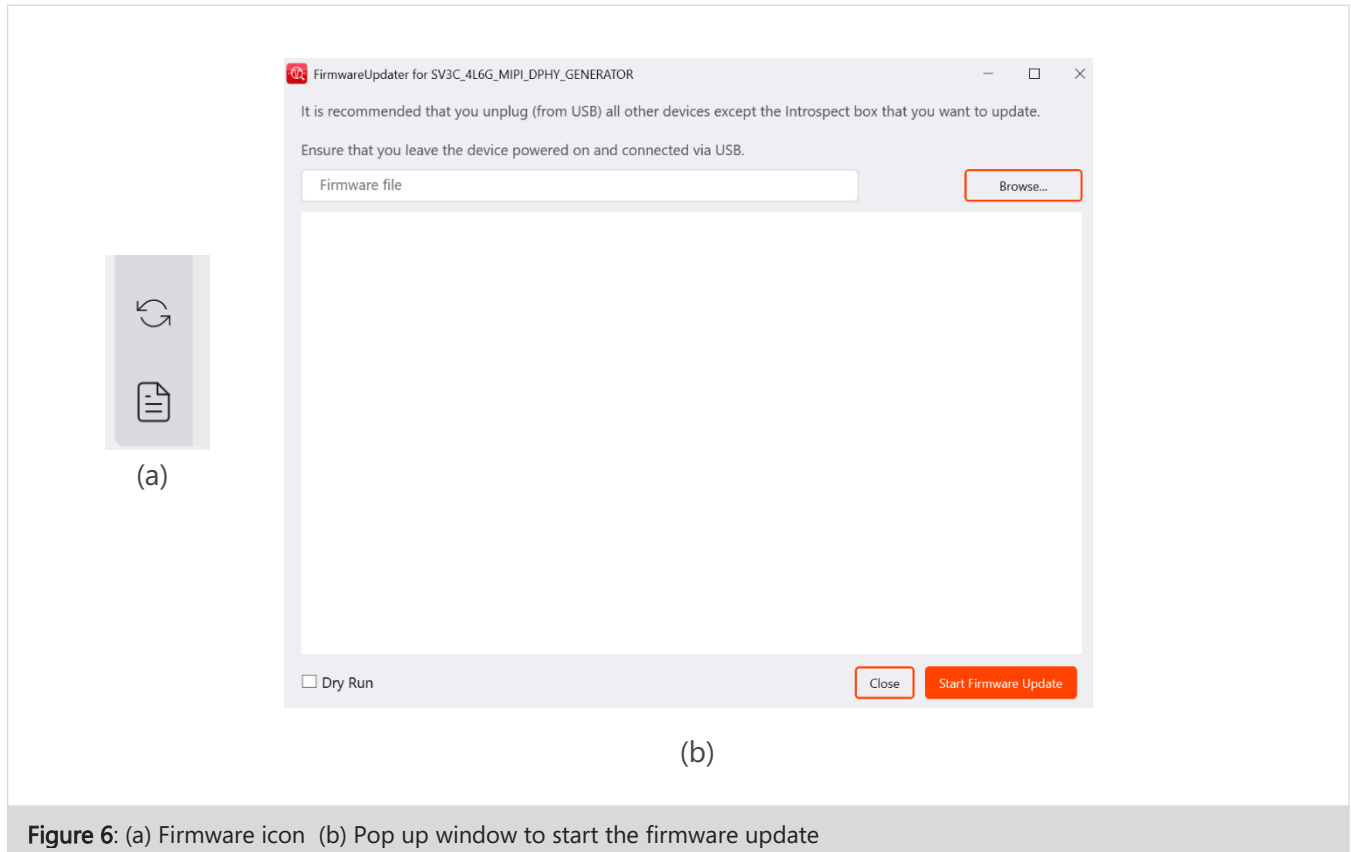 FirmwareUpdater for SV3C_4L6G_MIPI_DPHY_GENERATOR
It is recommended that you unplug (from USB) all other devices except the Introspect box that you want to update.
Ensure that you leave the device powered on and connected via USB.
Firmware file
Browse...
(a)
Dry Run
Close
Start Firmware Update
(b)
Figure 6: (a) Firmware icon (b) Pop up window to start the firmware update